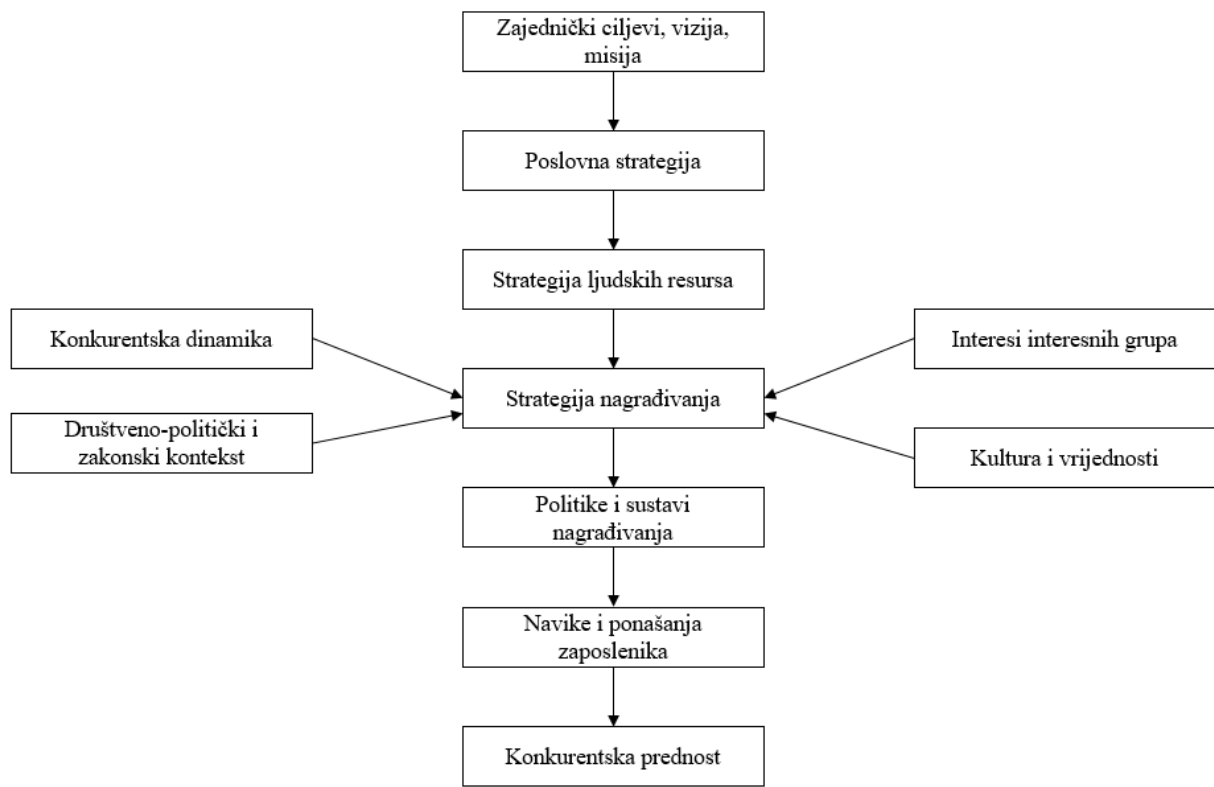 Zajednički ciljevi, vizija,
misija
Poslovna strategija
Strategija ljudskih resursa
Konkurentska dinamika
Interesi interesnih grupa
Strategija nagrađivanja
Društveno-politički i
zakonski kontekst
Kultura i vrijednosti
Politike i sustavi
nagrađivanja
Navike i ponašanja
zaposlenika
Konkurentska prednost